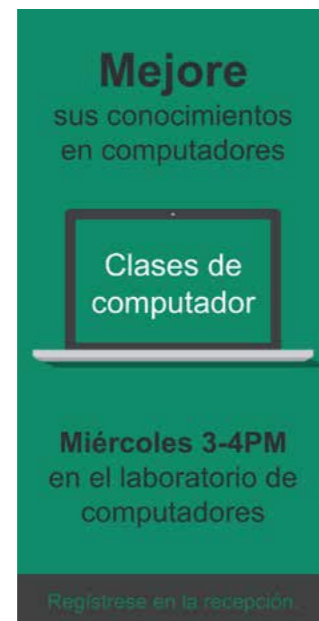 Mejore
sus conocimientos
en computadores
Clases de
computador
Miércoles 3-4PM
en el laboratorio de
computadores
Regístrese en la recepción.